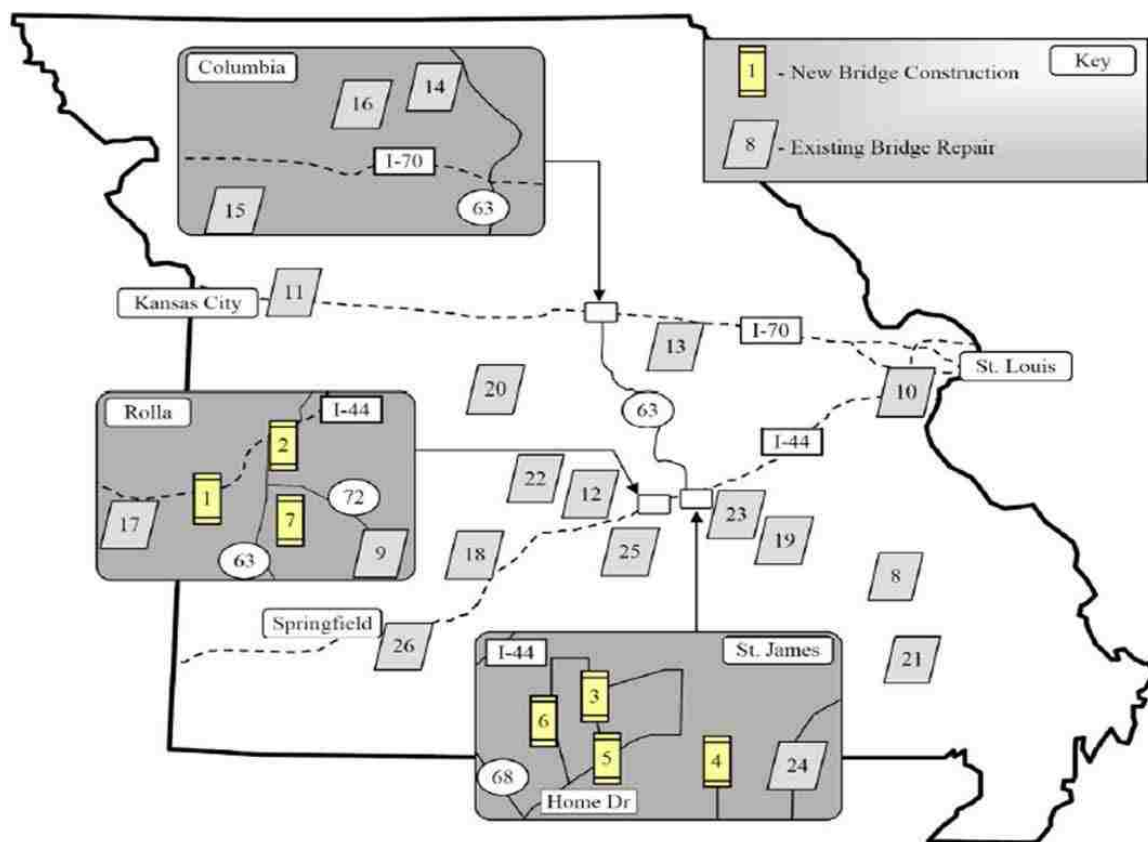 Columbia
16
14
I-70
15
63
Key
1 - New Bridge Construction
8 - Existing Bridge Repair
Kansas City
11
13
I-70
St. Louis
10
20
63
I-44
Rolla
I-44
2
1
72
17
7
63
9
22
12
23
19
18
25
8
Springfield
26
21
I-44
St. James
3
6
5
4
24
68
Home Dr